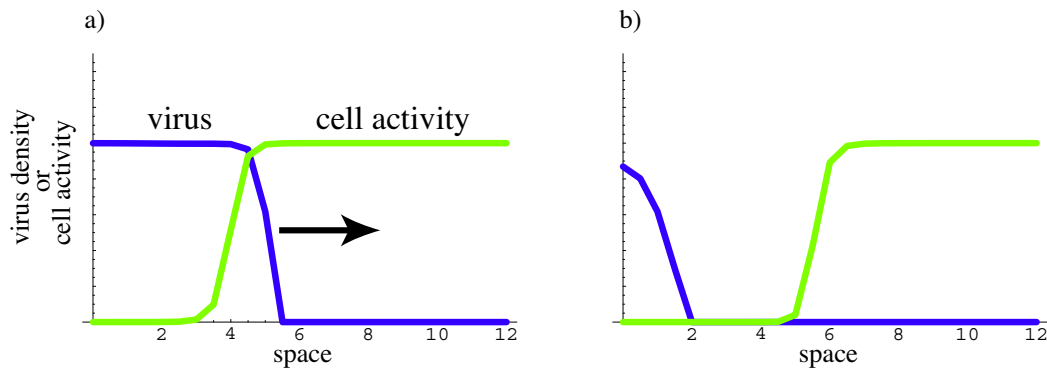 a)
virus density
or
cell activity
virus cell activity
2 4 6 8 10 12
space
b)
2 4 6 8 10 12
space